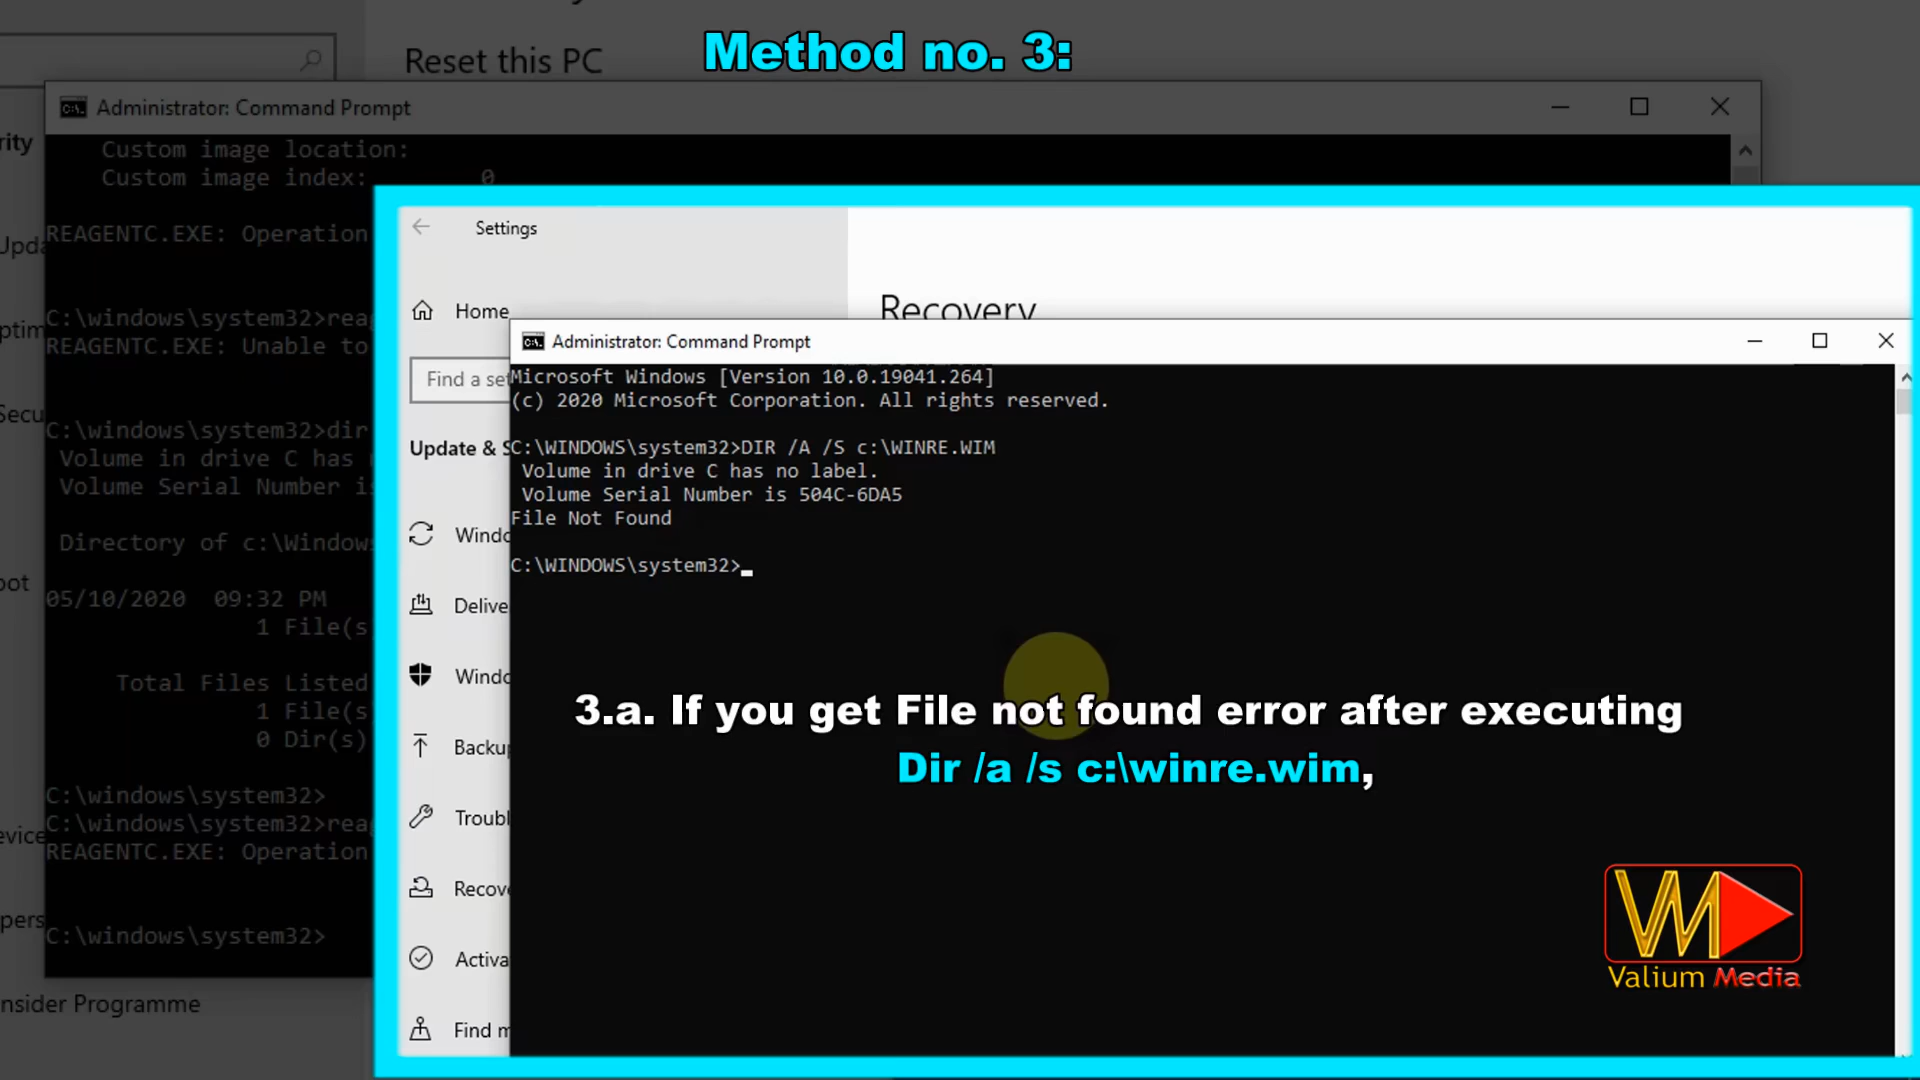 Method no. 3:
Reset this PC
Administrator: Command Prompt
Custom image location:
Custom image index: 0
REAGENTC.EXE: Operation
C:\windows\system32>rea
REAGENTC.EXE: Unable to
C:\windows\system32>dir
Volume in drive C has
Volume Serial Number is
Directory of c:\Windows
05/10/2020 09:32 PM
1 File(s
Total Files Listed
1 File(s
0 Dir(s)
C:\windows\system32>
C:\windows\system32>rea
REAGENTC.EXE: Operation
C:\windows\system32>
nsider Programme
Settings
Home
Find a se
Update & S
Windo
Delive
Windo
Backup
Troubl
Recove
Activa
Find m
Recovery
Administrator: Command Prompt
Microsoft Windows [Version 10.0.19041.264]
(c) 2020 Microsoft Corporation. All rights reserved.
C:\WINDOWS\system32>DIR /A /S c:\WINRE.WIM
Volume in drive C has no label.
Volume Serial Number is 504C-6DA5
File Not Found
C:\WINDOWS\system32>
3.a. If you get File not found error after executing
Dir /a /s c:\winre.wim,
VM
Valium Media